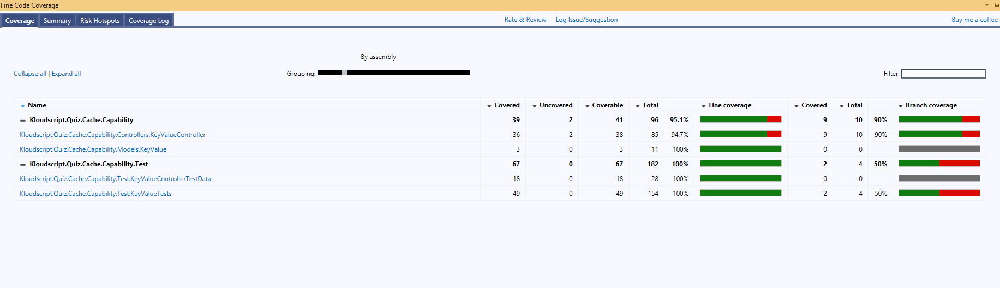 Fine Code Coverage
Coverage Summary Risk Hotspots Coverage Log Rate & Review Log Issue/Suggestion Buy me a coffee
By assembly
Collapse all | Expand all Grouping: Filter:
Name Covered Uncovered Coverable Total Line coverage Covered Total Branch coverage
Kloudscript.Quiz.Cache.Capability 39 2 41 96 95.1% 9 10 90%
Kloudscript.Quiz.Cache.Capability.Controllers.KeyValueController 36 2 38 85 94.7% 9 10 90%
Kloudscript.Quiz.Cache.Capability.Models.KeyValue 3 0 3 11 100% 0 0
Kloudscript.Quiz.Cache.Capability.Test 67 0 67 182 100% 2 4 50%
Kloudscript.Quiz.Cache.Capability.Test.KeyValueControllerTestData 18 0 18 28 100% 0 0
Kloudscript.Quiz.Cache.Capability.Test.KeyValueTests 49 0 49 154 100% 2 4 50%